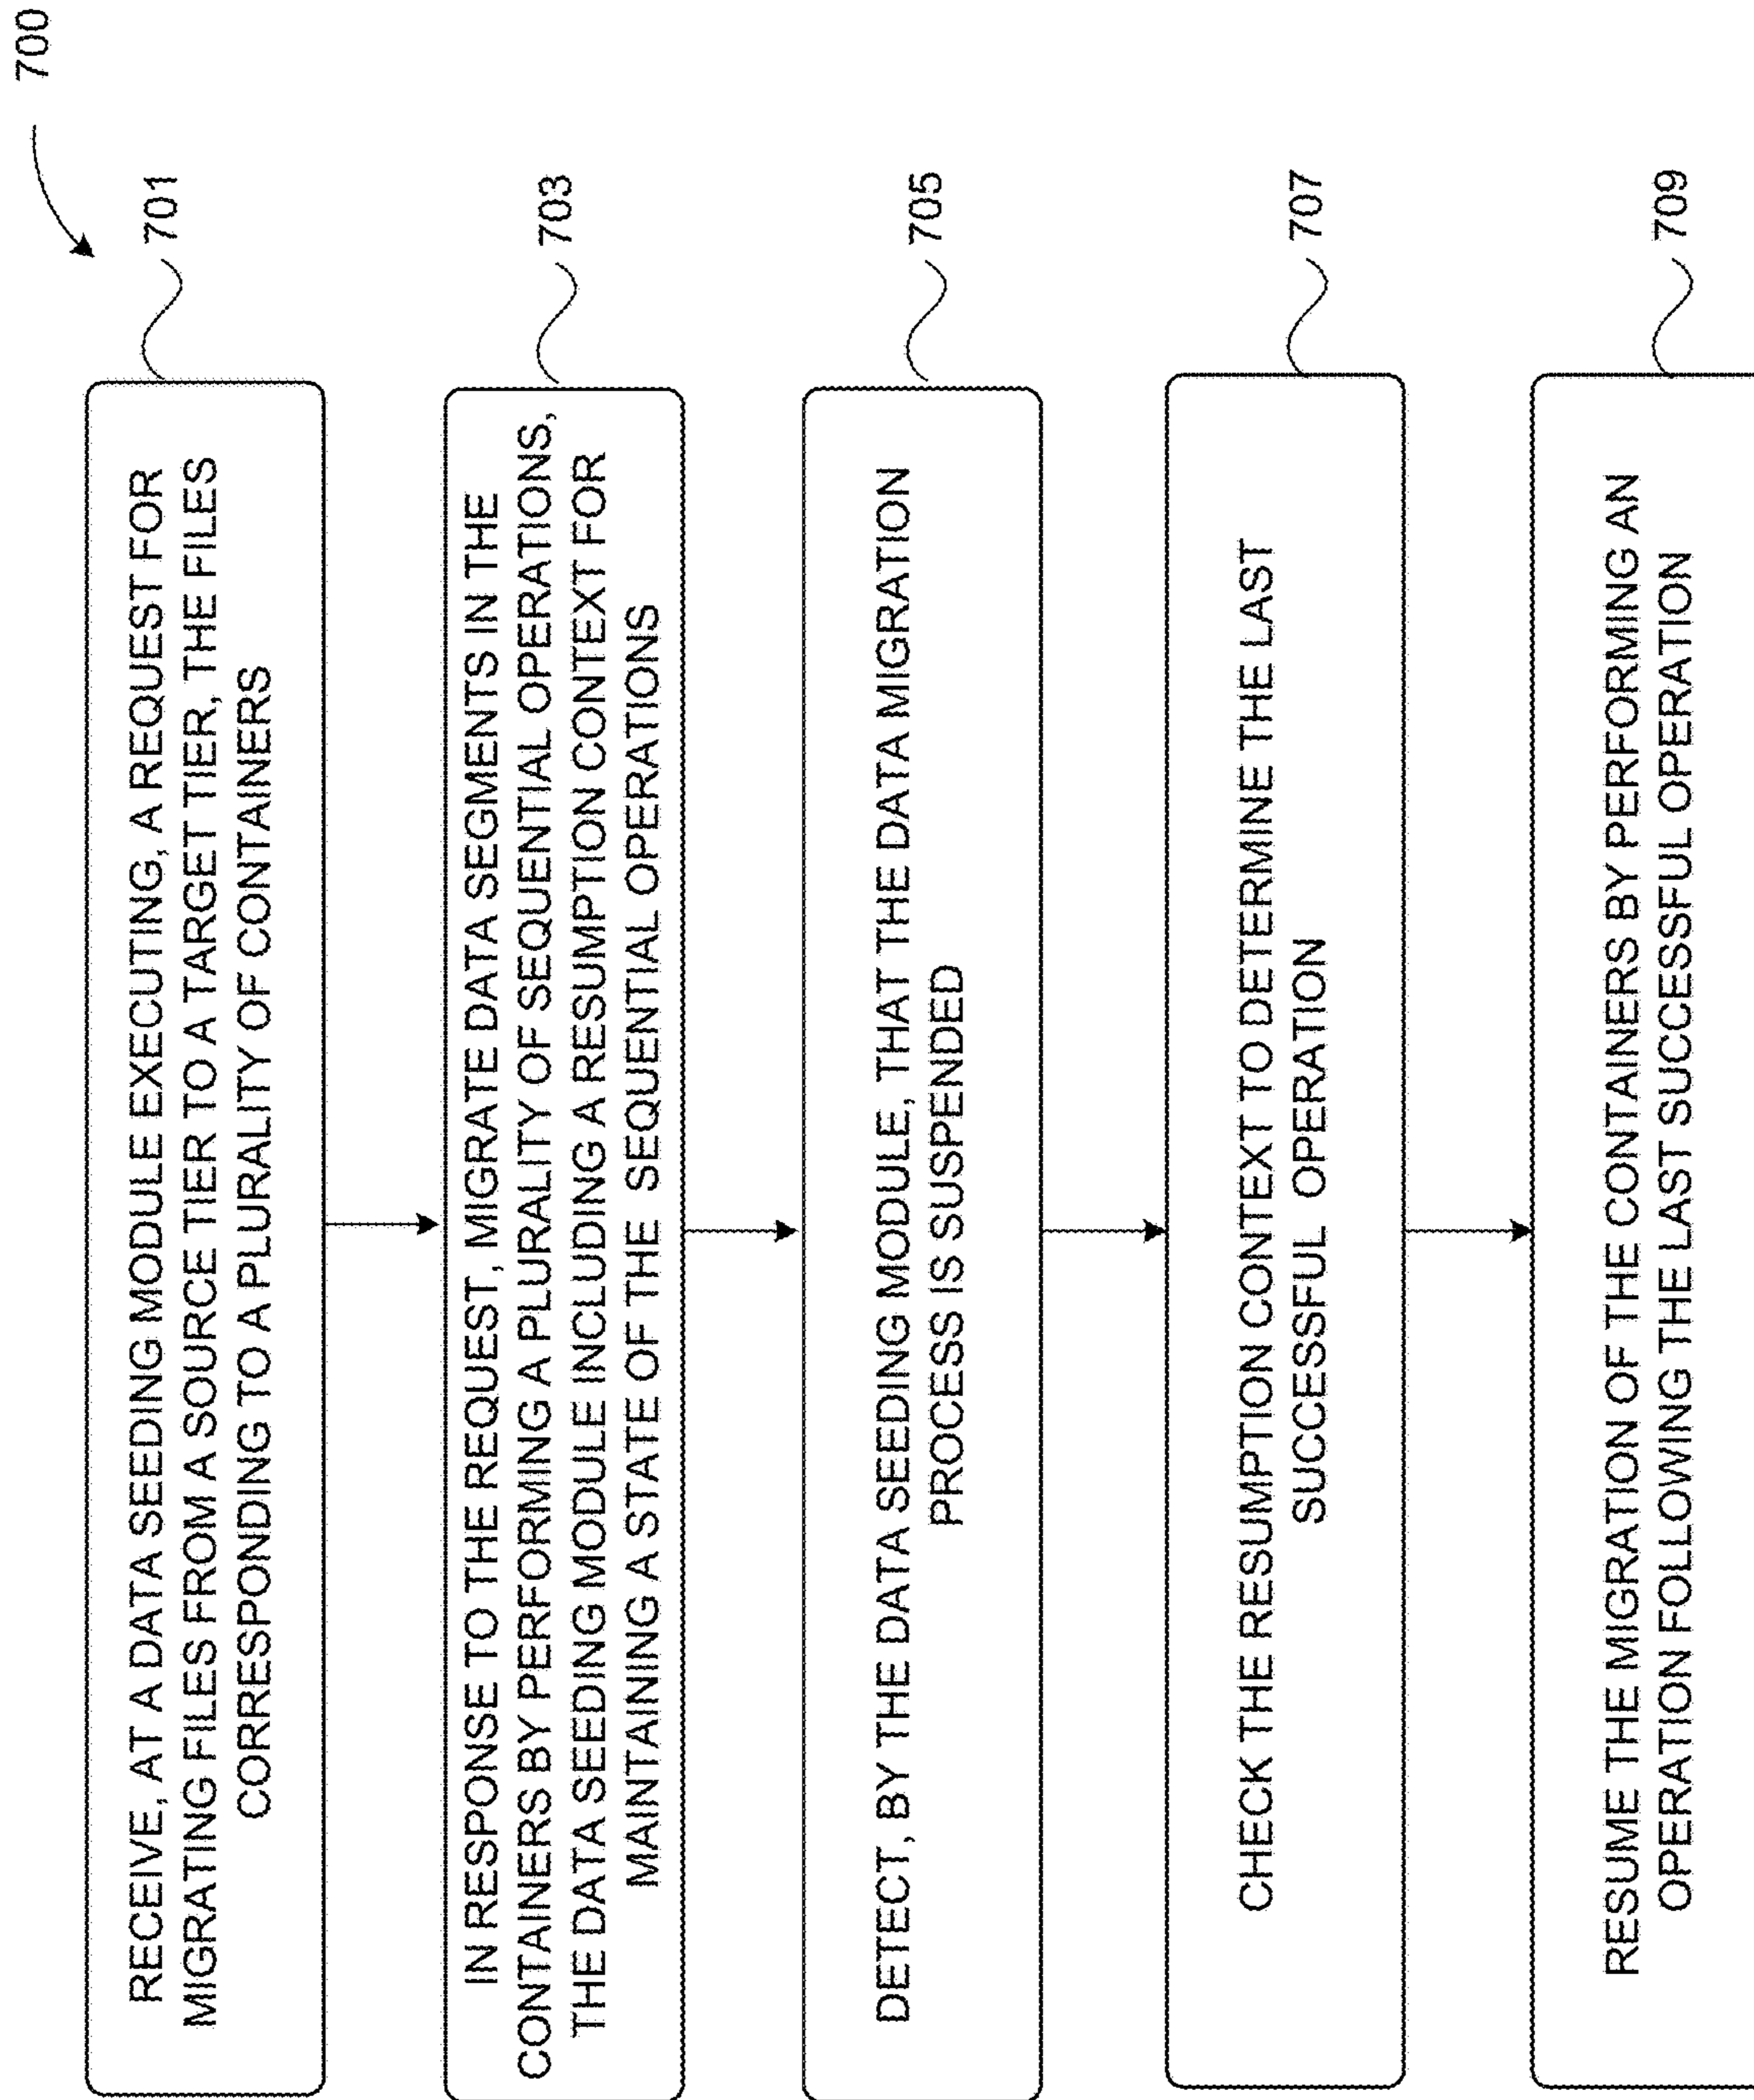 700
RECEIVE, AT A DATA SEEDING MODULE EXECUTING, A REQUEST FOR
MIGRATING FILES FROM A SOURCE TIER TO A TARGET TIER, THE FILES
CORRESPONDING TO A PLURALITY OF CONTAINERS
701
IN RESPONSE TO THE REQUEST, MIGRATE DATA SEGMENTS IN THE
CONTAINERS BY PERFORMING A PLURALITY OF SEQUENTIAL OPERATIONS,
THE DATA SEEDING MODULE INCLUDING A RESUMPTION CONTEXT FOR
MAINTAINING A STATE OF THE SEQUENTIAL OPERATIONS
703
DETECT, BY THE DATA SEEDING MODULE, THAT THE DATA MIGRATION
PROCESS IS SUSPENDED
705
CHECK THE RESUMPTION CONTEXT TO DETERMINE THE LAST
SUCCESSFUL OPERATION
707
RESUME THE MIGRATION OF THE CONTAINERS BY PERFORMING AN
OPERATION FOLLOWING THE LAST SUCCESSFUL OPERATION
709